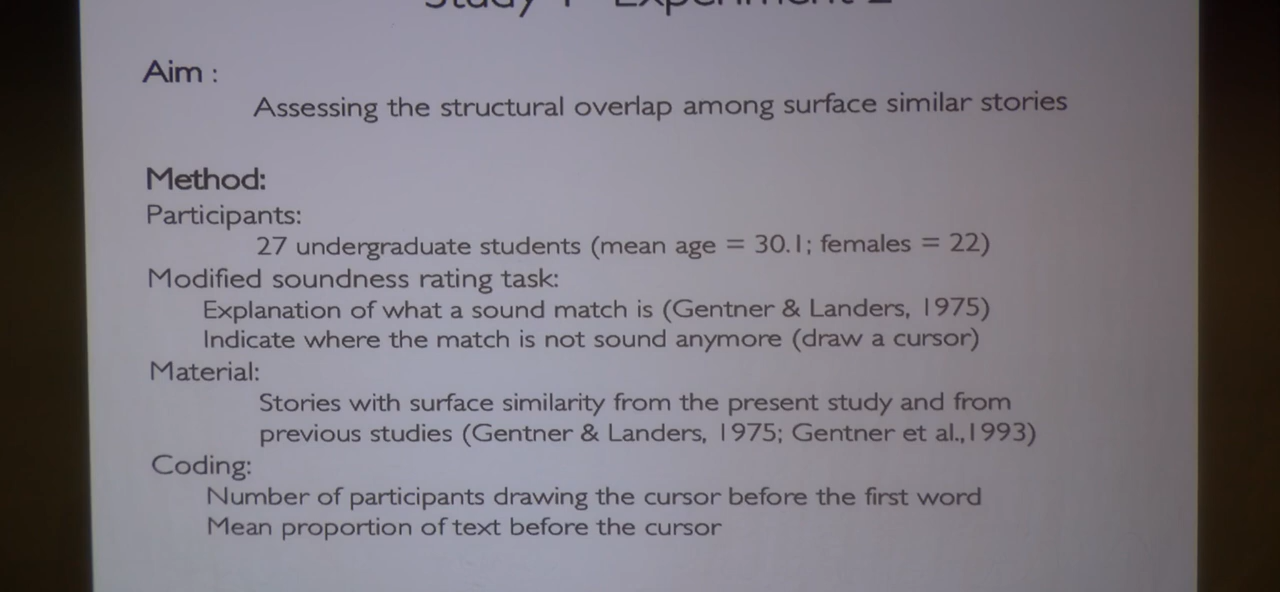 Study 1 Experiment 2
Aim :
Assessing the structural overlap among surface similar stories
Method:
Participants:
27 undergraduate students (mean age = 30.1; females = 22)
Modified soundness rating task:
Explanation of what a sound match is (Gentner & Landers, 1975)
Indicate where the match is not sound anymore (draw a cursor)
Material:
Stories with surface similarity from the present study and from
previous studies (Gentner & Landers, 1975; Gentner et al.,1993)
Coding:
Number of participants drawing the cursor before the first word
Mean proportion of text before the cursor